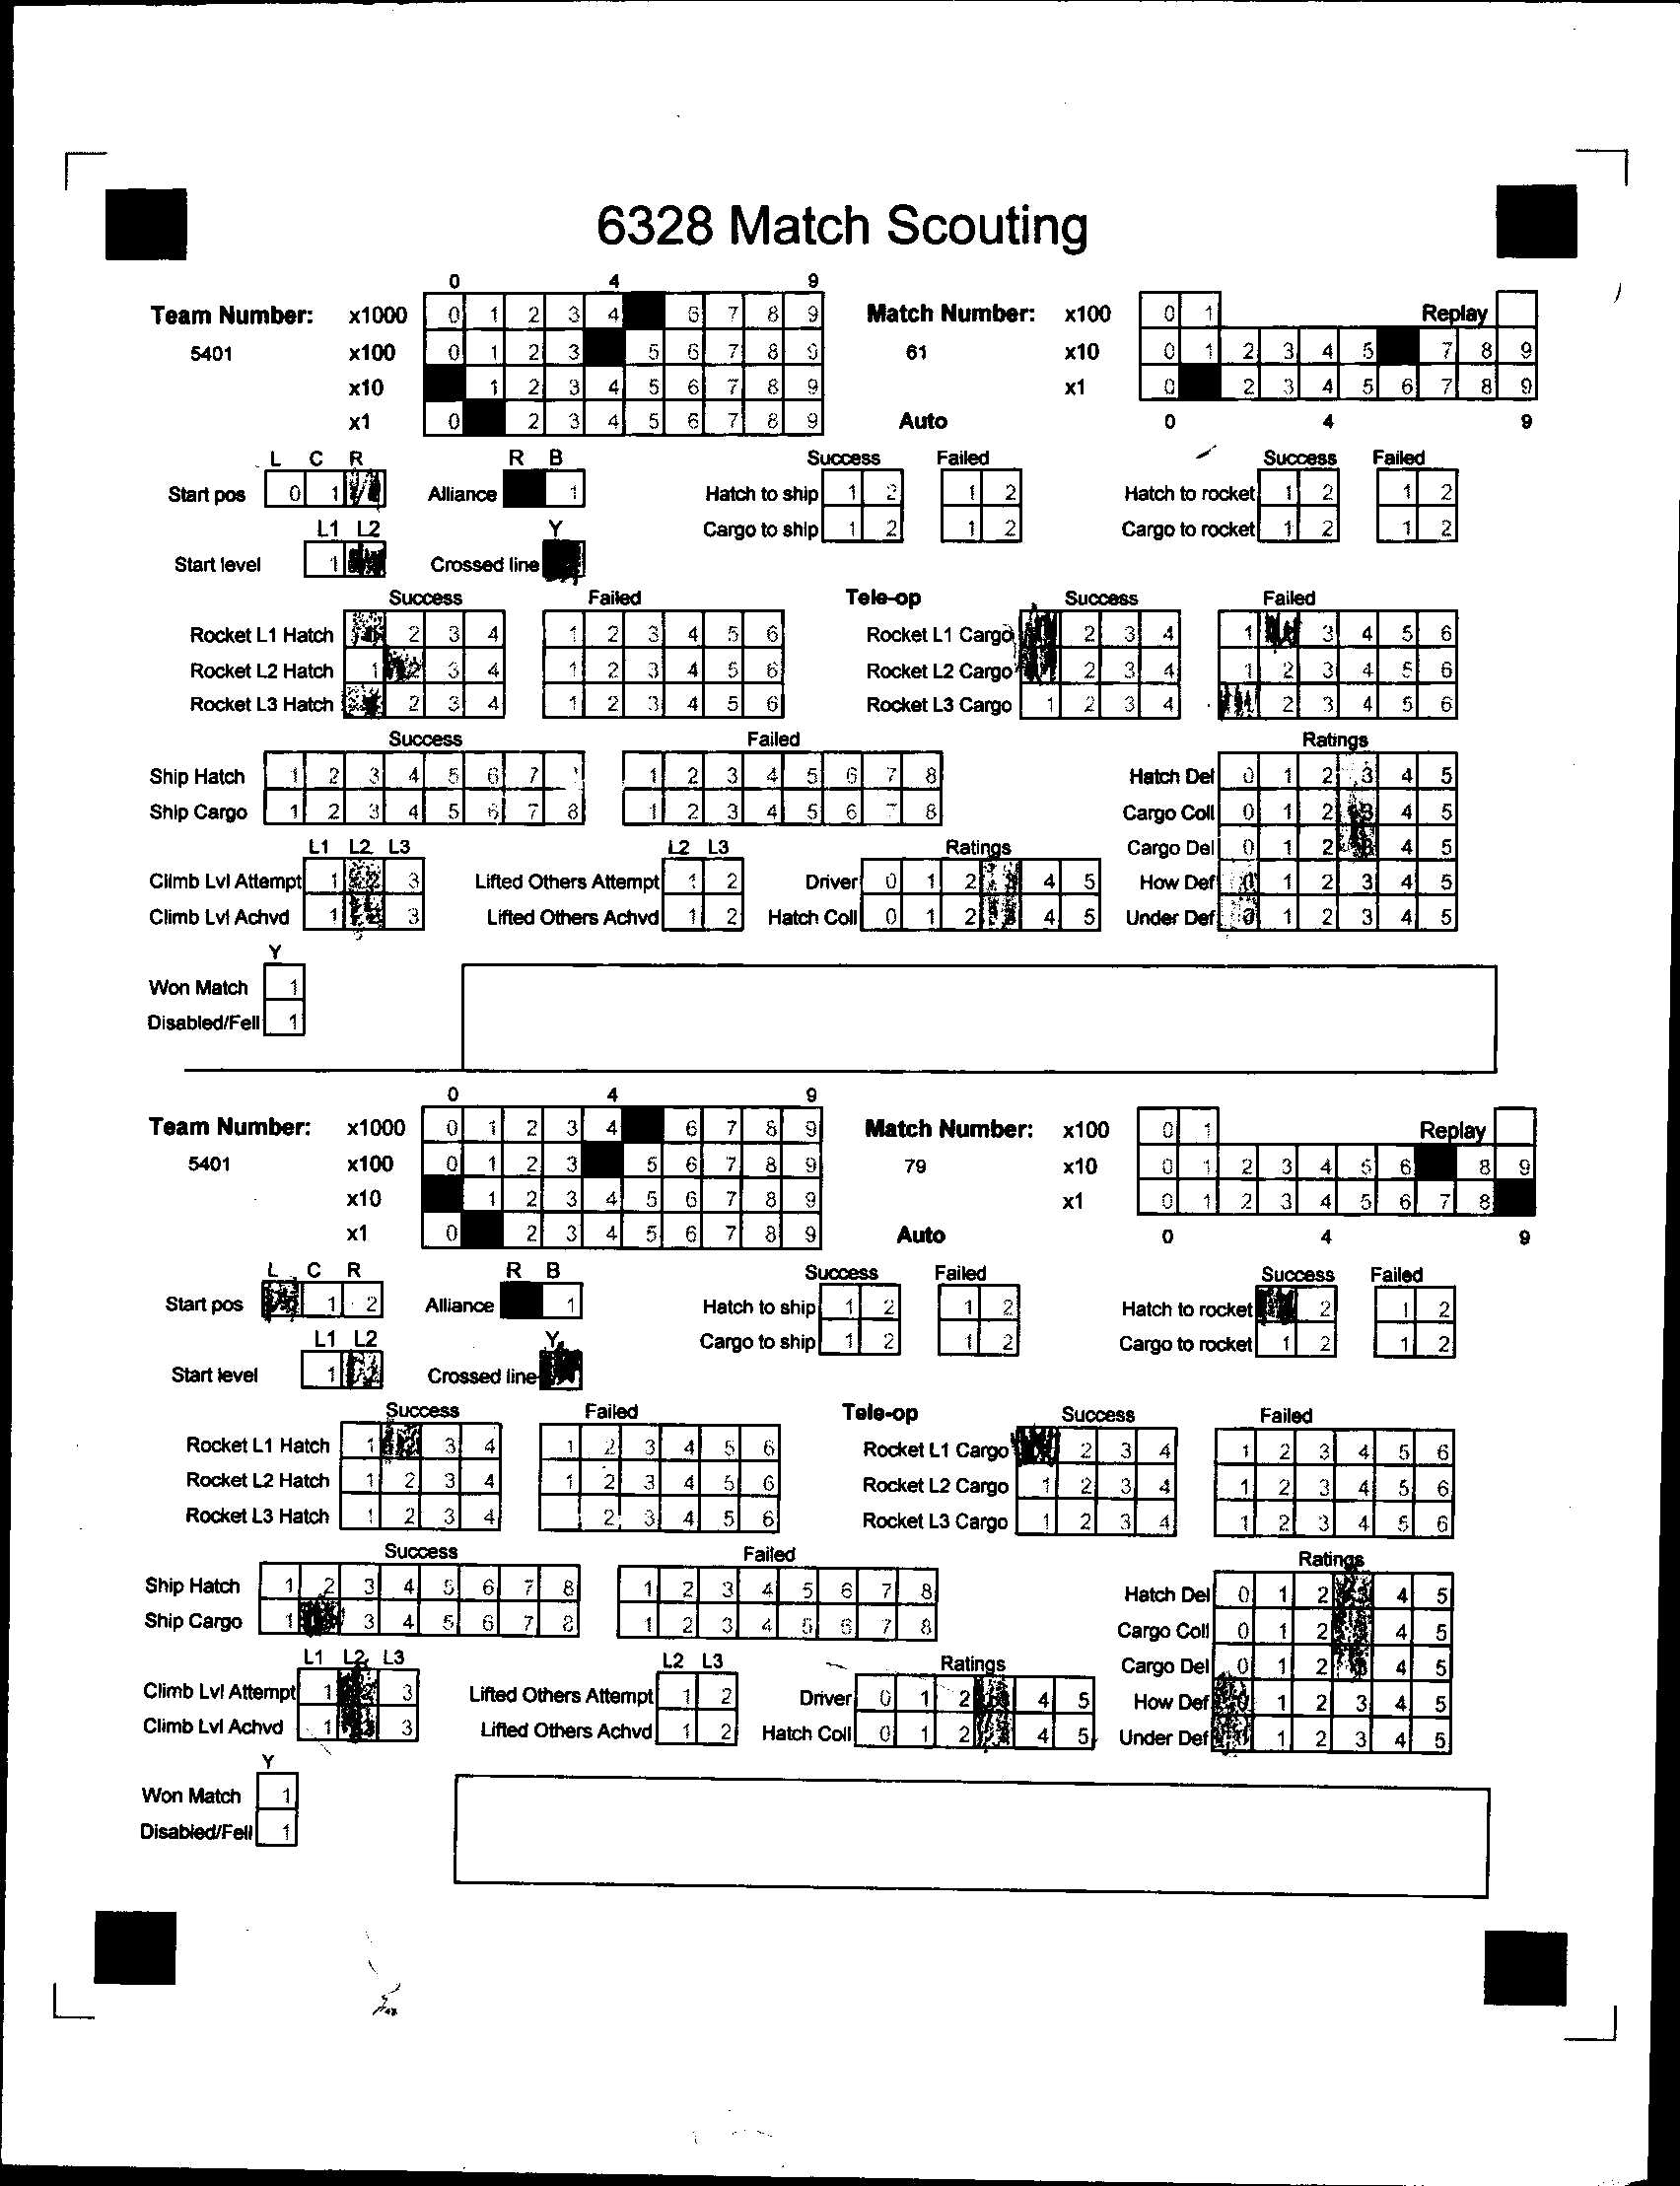 6328 Match Scouting
0 4 9
Team Number: x1000 0 1 2 3 4 6 7 8 9 Match Number: x100 0 1 Replay
5401 x100 0 1 2 3 5 6 7 8 9 61 x10 0 1 2 3 4 5 7 8 9
x10 1 2 3 4 5 6 7 8 9 x1 0 2 3 4 5 6 7 8 9
x1 0 2 3 4 5 6 7 8 9 Auto 0 4 9
L C R R B Success Failed Success Failed
Start pos 0 1 Alliance 1 Hatch to ship 1 2 1 2 Hatch to rocket 1 2 1 2
L1 L2 Y Cargo to ship 1 2 1 2 Cargo to rocket 1 2 1 2
Start level 1 Crossed line
Success Failed Tele-op Success Failed
Rocket L1 Hatch 2 3 4 1 2 3 4 5 6 Rocket L1 Cargo 2 3 4 1 3 4 5 6
Rocket L2 Hatch 1 2 3 4 1 2 3 4 5 6 Rocket L2 Cargo 2 3 4 1 2 3 4 5 6
Rocket L3 Hatch 2 3 4 1 2 3 4 5 6 Rocket L3 Cargo 1 2 3 4 2 3 4 5 6
Success Failed Ratings
Ship Hatch 1 2 3 4 5 6 7 1 2 3 4 5 6 7 8 Hatch Del 0 1 2 3 4 5
Ship Cargo 1 2 3 4 5 6 7 8 1 2 3 4 5 6 7 8 Cargo Coll 0 1 2 3 4 5
L1 L2 L3 L2 L3 Ratings Cargo Del 0 1 2 3 4 5
Climb Lvl Attempt 1 2 3 Lifted Others Attempt 1 2 Driver 0 1 2 4 5 How Def 0 1 2 3 4 5
Climb Lvl Achvd 1 2 3 Lifted Others Achvd 1 2 Hatch Coll 0 1 2 4 5 Under Def 0 1 2 3 4 5
Y
Won Match 1
Disabled/Fell 1
0 4 9
Team Number: x1000 0 1 2 3 4 6 7 8 9 Match Number: x100 0 1 Replay
5401 x100 0 1 2 3 5 6 7 8 9 79 x10 0 1 2 3 4 5 6 8 9
x10 1 2 3 4 5 6 7 8 9 x1 0 1 2 3 4 5 6 7 8
x1 0 2 3 4 5 6 7 8 9 Auto 0 4 9
L C R R B Success Failed Success Failed
Start pos 1 2 Alliance 1 Hatch to ship 1 2 1 2 Hatch to rocket 2 1 2
L1 L2 Y Cargo to ship 1 2 1 2 Cargo to rocket 1 2 1 2
Start level 1 Crossed line
Success Failed Tele-op Success Failed
Rocket L1 Hatch 1 3 4 1 2 3 4 5 6 Rocket L1 Cargo 2 3 4 1 2 3 4 5 6
Rocket L2 Hatch 1 2 3 4 1 2 3 4 5 6 Rocket L2 Cargo 1 2 3 4 1 2 3 4 5 6
Rocket L3 Hatch 1 2 3 4 2 3 4 5 6 Rocket L3 Cargo 1 2 3 4 1 2 3 4 5 6
Success Failed Ratings
Ship Hatch 1 2 3 4 5 6 7 8 1 2 3 4 5 6 7 8 Hatch Del 0 1 2 3 4 5
Ship Cargo 1 3 4 5 6 7 8 1 2 3 4 5 6 7 8 Cargo Coll 0 1 2 4 5
L1 L2 L3 L2 L3 Ratings Cargo Del 0 1 2 3 4 5
Climb Lvl Attempt 1 3 Lifted Others Attempt 1 2 Driver 0 1 2 4 5 How Def 1 2 3 4 5
Climb Lvl Achvd 1 3 Lifted Others Achvd 1 2 Hatch Coll 0 1 2 4 5 Under Def 1 2 3 4 5
Y
Won Match 1
Disabled/Fell 1